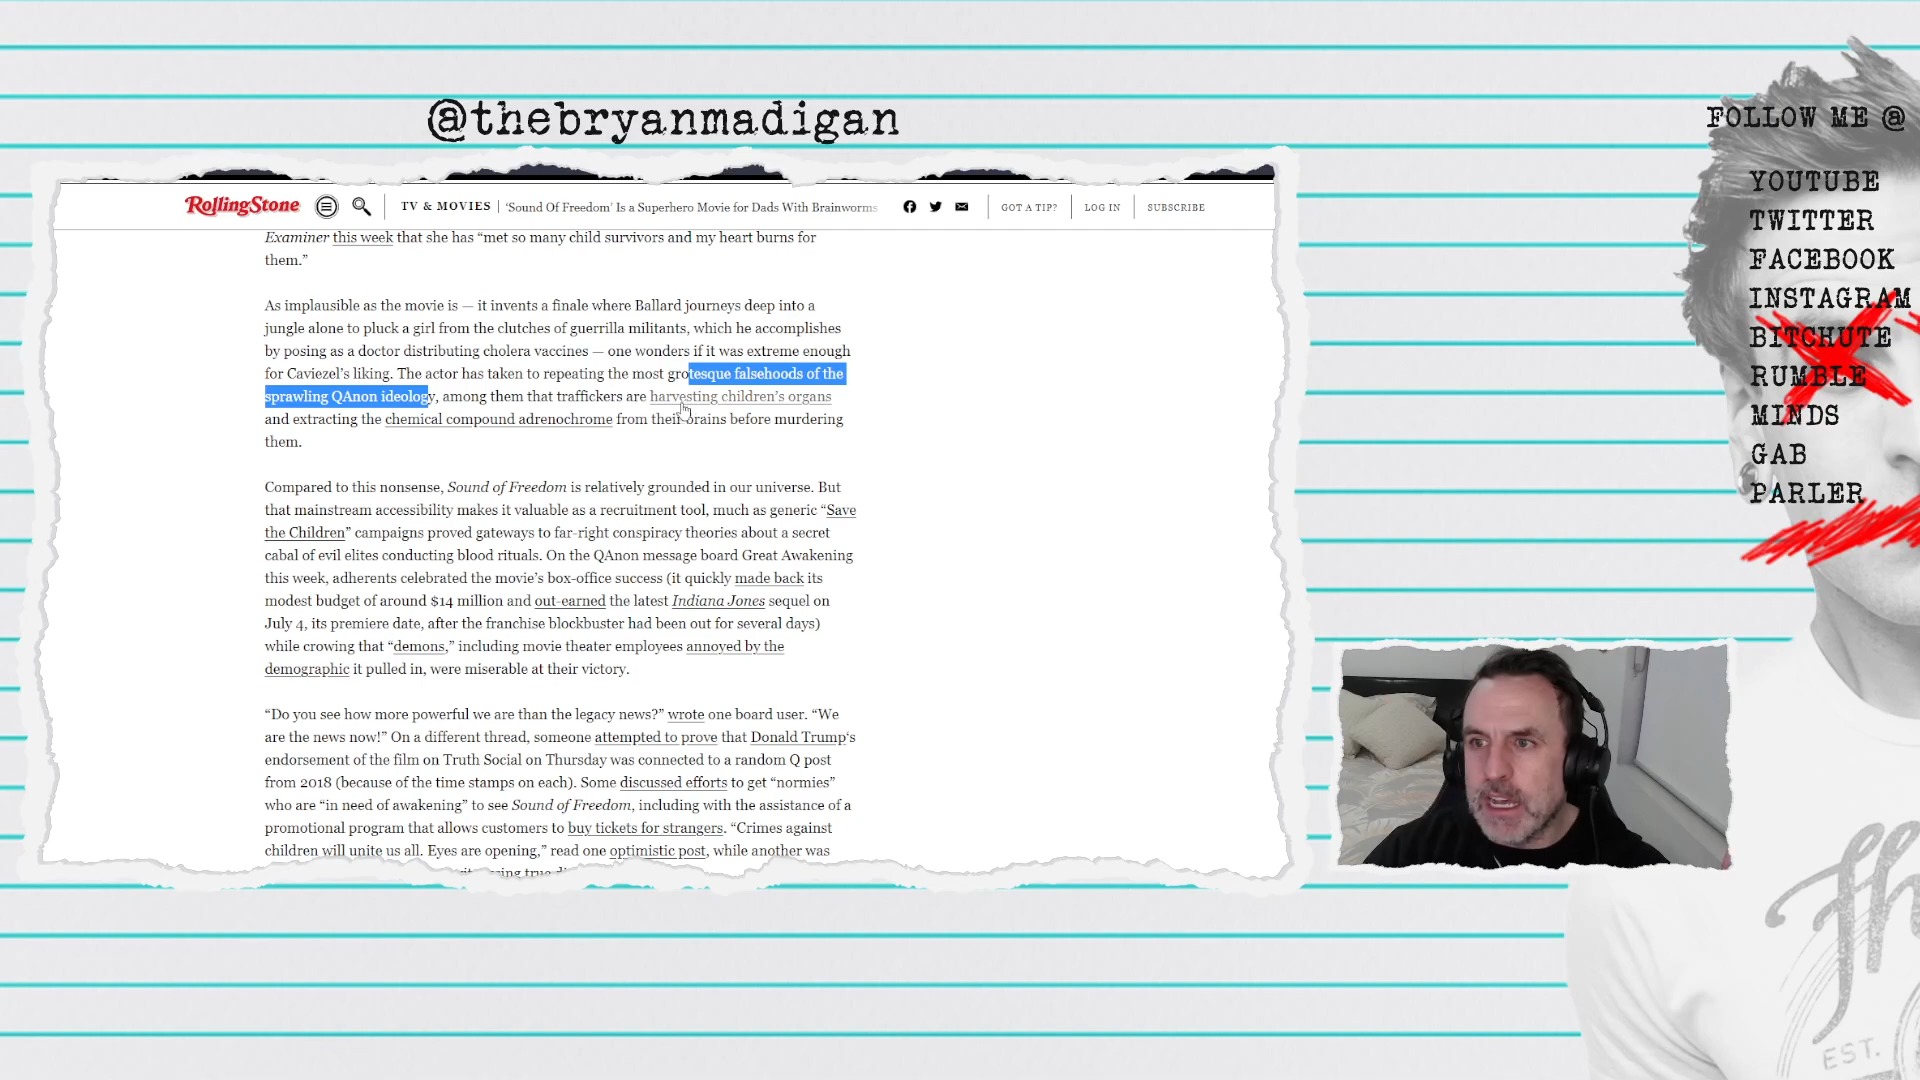 @thebryanmadigan
FOLLOW ME @
YOUTUBE
TWITTER
FACEBOOK
INSTAGRAM
BITCHUTE
RUMBLE
MINDS
GAB
PARLER
RollingStone
TV & MOVIES
‘Sound Of Freedom’ Is a Superhero Movie for Dads With Brainworms
GOT A TIP?
LOG IN
SUBSCRIBE
Examiner this week that she has “met so many child survivors and my heart burns for
them.”
As implausible as the movie is — it invents a finale where Ballard journeys deep into a
jungle alone to pluck a girl from the clutches of guerrilla militants, which he accomplishes
by posing as a doctor distributing cholera vaccines — one wonders if it was extreme enough
for Caviezel’s liking. The actor has taken to repeating the most grotesque falsehoods of the
sprawling QAnon ideology, among them that traffickers are harvesting children’s organs
and extracting the chemical compound adrenochrome from their brains before murdering
them.
Compared to this nonsense, Sound of Freedom is relatively grounded in our universe. But
that mainstream accessibility makes it valuable as a recruitment tool, much as generic “Save
the Children” campaigns proved gateways to far-right conspiracy theories about a secret
cabal of evil elites conducting blood rituals. On the QAnon message board Great Awakening
this week, adherents celebrated the movie’s box-office success (it quickly made back its
modest budget of around $14 million and out-earned the latest Indiana Jones sequel on
July 4, its premiere date, after the franchise blockbuster had been out for several days)
while crowing that “demons,” including movie theater employees annoyed by the
demographic it pulled in, were miserable at their victory.
“Do you see how more powerful we are than the legacy news?” wrote one board user. “We
are the news now!” On a different thread, someone attempted to prove that Donald Trump‘s
endorsement of the film on Truth Social on Thursday was connected to a random Q post
from 2018 (because of the time stamps on each). Some discussed efforts to get “normies”
who are “in need of awakening” to see Sound of Freedom, including with the assistance of a
promotional program that allows customers to buy tickets for strangers. “Crimes against
children will unite us all. Eyes are opening,” read one optimistic post, while another was
EST.